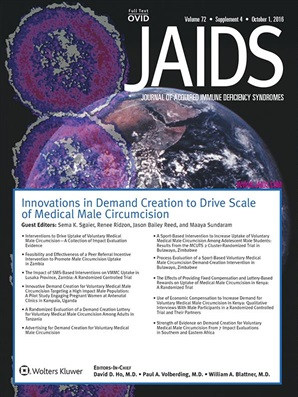 Full Text
OVID
Volume 72 • Supplement 4 • October 1, 2016
JAIDS
JOURNAL OF ACQUIRED IMMUNE DEFICIENCY SYNDROMES
Innovations in Demand Creation to Drive Scale
of Medical Male Circumcision
Guest Editors: Sema K. Sgaier, Renee Ridzon, Jason Bailey Reed, and Maaya Sundaram
• Interventions to Drive Uptake of Voluntary Medical
Male Circumcision—A Collection of Impact Evaluation
Evidence
• Feasibility and Effectiveness of a Peer Referral Incentive
Intervention to Promote Male Circumcision Uptake
in Zambia
• The Impact of SMS-Based Interventions on VMMC Uptake in
Lusaka Province, Zambia: A Randomized Controlled Trial
• Innovative Demand Creation for Voluntary Medical Male
Circumcision Targeting a High Impact Male Population:
A Pilot Study Engaging Pregnant Women at Antenatal
Clinics in Kampala, Uganda
• A Randomized Evaluation of a Demand Creation Lottery
for Voluntary Medical Male Circumcision Among Adults in
Tanzania
• Advertising for Demand Creation for Voluntary Medical
Male Circumcision
• A Sport-Based Intervention to Increase Uptake of Voluntary
Medical Male Circumcision Among Adolescent Male Students:
Results From the MCUTS 2 Cluster-Randomized Trial in
Bulawayo, Zimbabwe
• Process Evaluation of a Sport-Based Voluntary Medical
Male Circumcision Demand-Creation Intervention in
Bulawayo, Zimbabwe
• The Effects of Providing Fixed Compensation and Lottery-Based
Rewards on Uptake of Medical Male Circumcision in Kenya:
A Randomized Trial
• Use of Economic Compensation to Increase Demand for
Voluntary Medical Male Circumcision in Kenya: Qualitative
Interviews With Male Participants in a Randomized Controlled
Trial and Their Partners
• Strength of Evidence on Demand Creation for Voluntary
Medical Male Circumcision From 7 Impact Evaluations
in Southern and Eastern Africa
Wolters Kluwer
EDITORS-IN-CHIEF
David D. Ho, M.D. • Paul A. Volberding, M.D. • William A. Blattner, M.D.